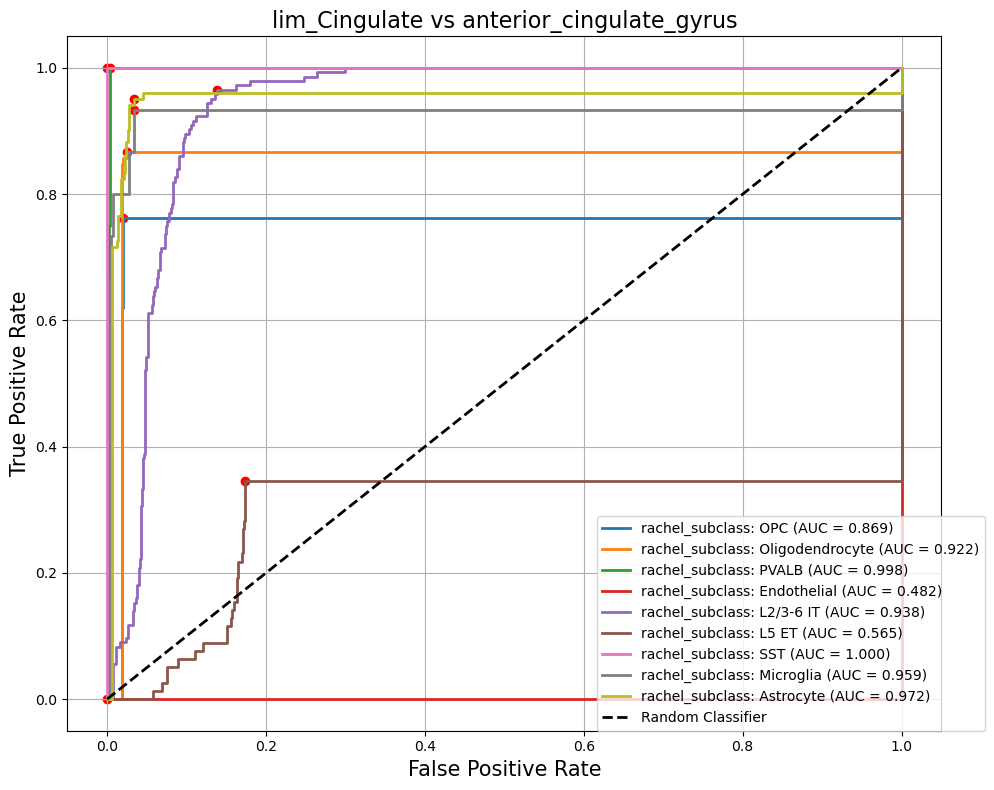 lim_Cingulate vs anterior_cingulate_gyrus
1.0
0.8
0.6
0.4
0.2
0.0
True Positive Rate
rachel_subclass: OPC (AUC = 0.869)
rachel_subclass: Oligodendrocyte (AUC = 0.922)
rachel_subclass: PVALB (AUC = 0.998)
rachel_subclass: Endothelial (AUC = 0.482)
rachel_subclass: L2/3-6 IT (AUC = 0.938)
rachel_subclass: L5 ET (AUC = 0.565)
rachel_subclass: SST (AUC = 1.000)
rachel_subclass: Microglia (AUC = 0.959)
rachel_subclass: Astrocyte (AUC = 0.972)
Random Classifier
0.0 0.2 0.4 0.6 0.8 1.0
False Positive Rate